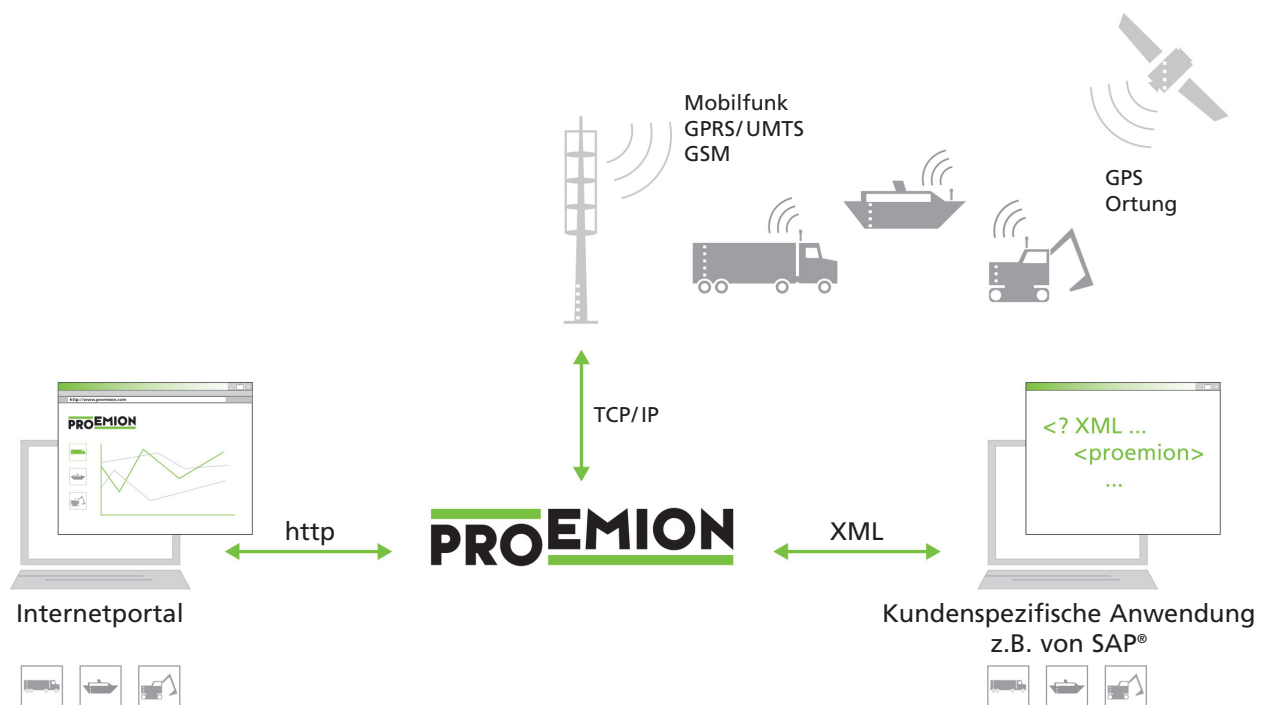 Mobilfunk
GPRS/UMTS
GSM
GPS
Ortung
TCP/IP
http://www.proemion.com
PROEMION
<? XML ...
<proemion>
...
http
PROEMION
XML
Internetportal
Kundenspezifische Anwendung
z.B. von SAP®